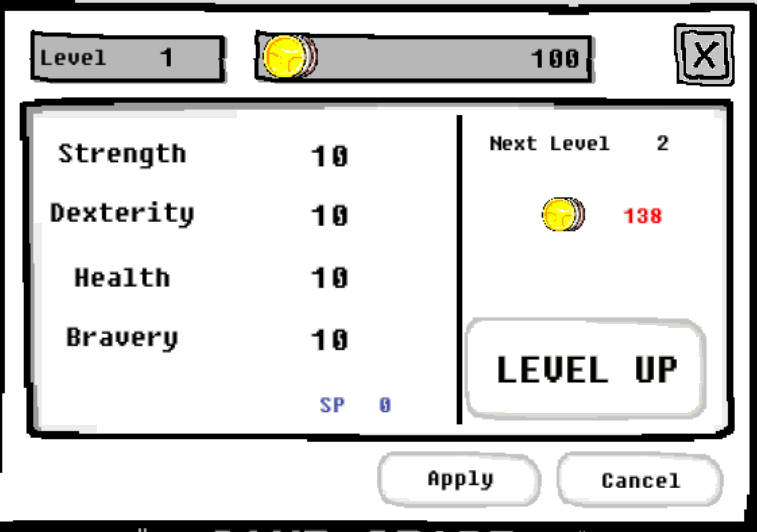 Level 1
100
X
Strength 10
Dexterity 10
Health 10
Bravery 10
SP 0
Next Level 2
138
LEVEL UP
Apply
Cancel